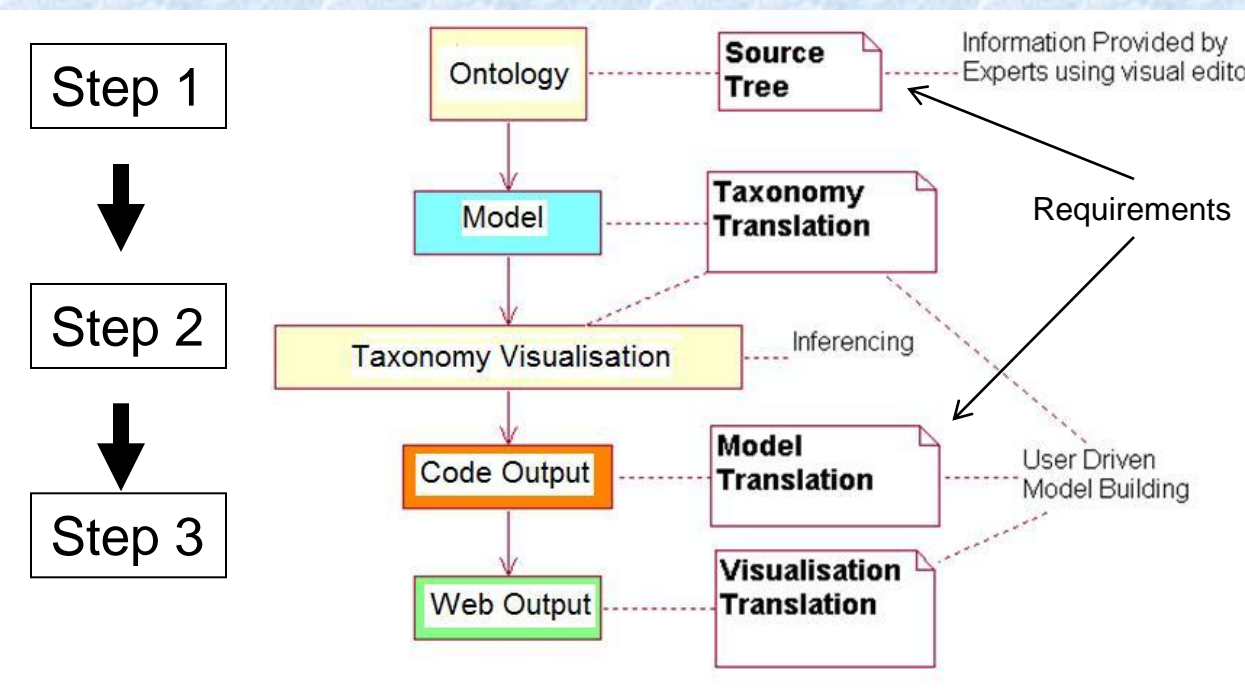 Step 1
Ontology
Source
Tree
Information Provided by
Experts using visual edito
Model
Taxonomy
Translation
Requirements
Step 2
Taxonomy Visualisation
Inferencing
Code Output
Model
Translation
User Driven
Model Building
Step 3
Web Output
Visualisation
Translation